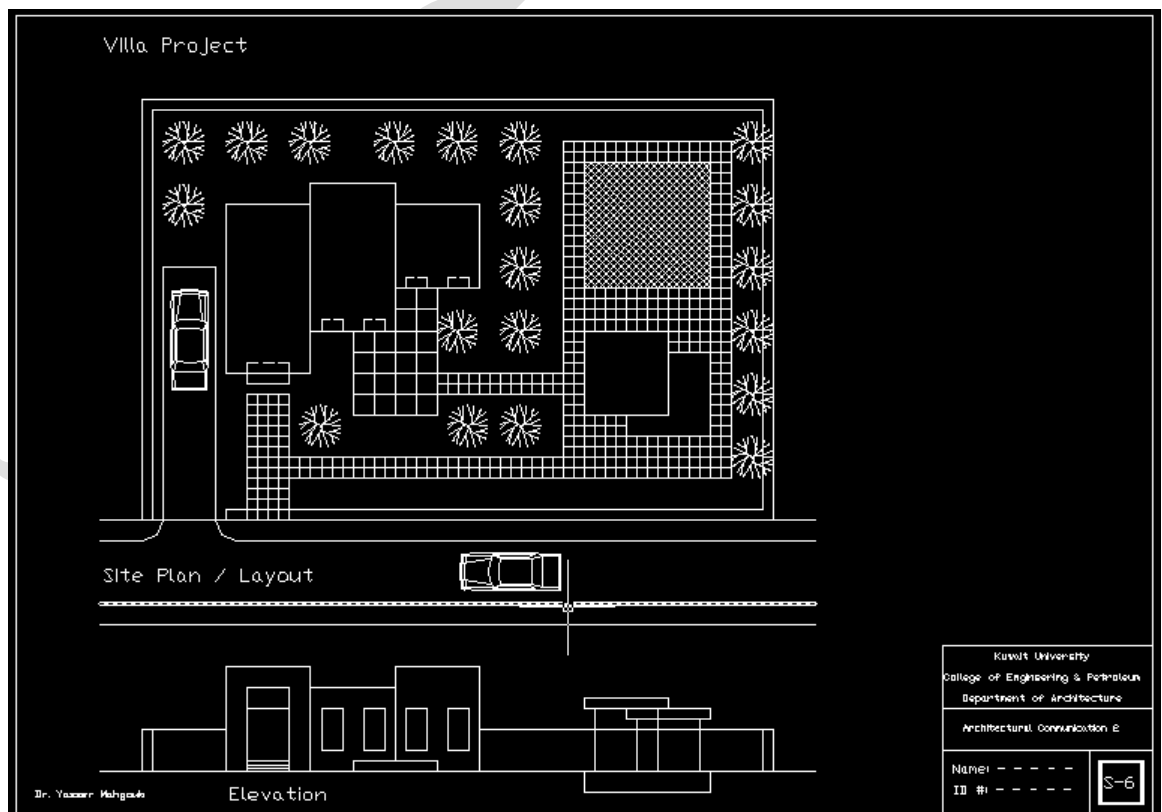 Villa Project
Site Plan / Layout
Kuwait University
College of Engineering & Petroleum
Department of Architecture
Architectural Communication 2
Name: - - - - -
ID #: - - - - -
S-6
Dr. Yasser Mahgoub
Elevation